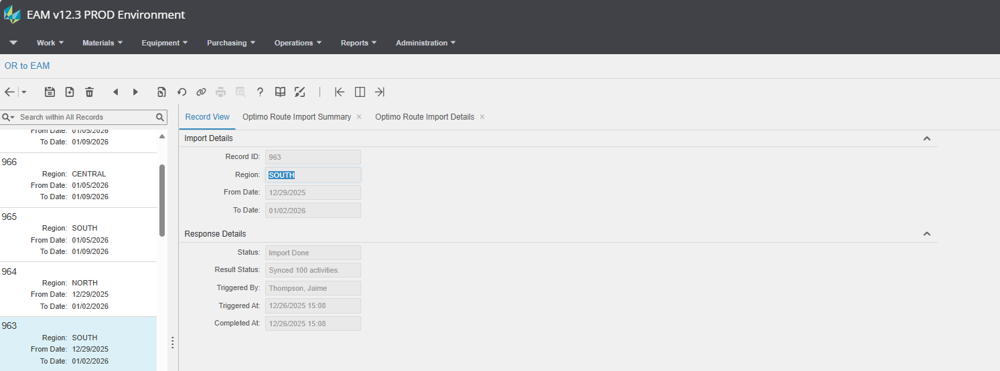 EAM v12.3 PROD Environment
Work Materials Equipment Purchasing Operations Reports Administration
OR to EAM
Search within All Records
From Date: 01/05/2026
To Date: 01/09/2026
966
Region: CENTRAL
From Date: 01/05/2026
To Date: 01/09/2026
965
Region: SOUTH
From Date: 01/05/2026
To Date: 01/09/2026
964
Region: NORTH
From Date: 12/29/2025
To Date: 01/02/2026
963
Region: SOUTH
From Date: 12/29/2025
To Date: 01/02/2026
Record View Optimo Route Import Summary × Optimo Route Import Details ×
Import Details
Record ID: 963
Region: SOUTH
From Date: 12/29/2025
To Date: 01/02/2026
Response Details
Status: Import Done
Result Status: Synced 100 activities.
Triggered By: Thompson, Jaime
Triggered At: 12/26/2025 15:08
Completed At: 12/26/2025 15:08